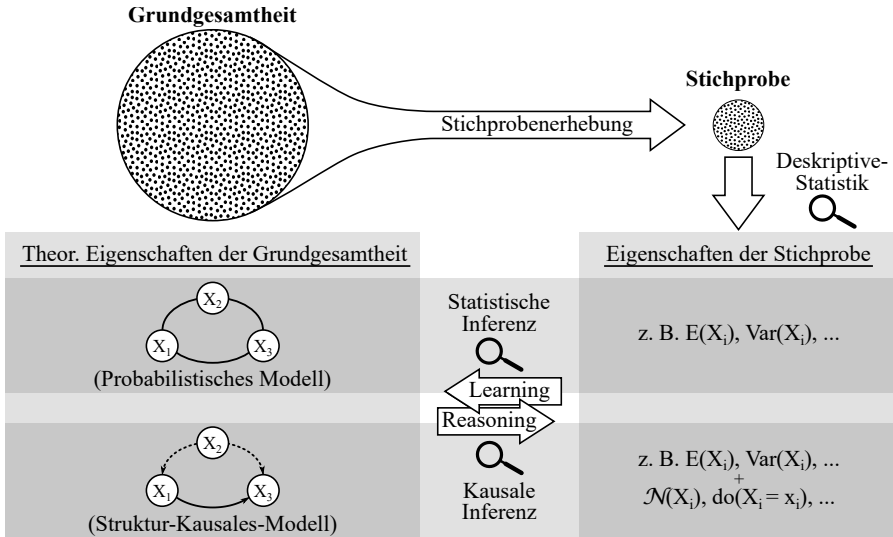 Grundgesamtheit
Stichprobe
Stichprobenerhebung
Deskriptive-
Statistik
Theor. Eigenschaften der Grundgesamtheit
Eigenschaften der Stichprobe
X₂
X₁
X₃
(Probabilistisches Modell)
Statistische
Inferenz
z. B. E(Xᵢ), Var(Xᵢ), ...
Learning
Reasoning
X₂
X₁
X₃
(Struktur-Kausales-Modell)
Kausale
Inferenz
z. B. E(Xᵢ), Var(Xᵢ), ...
+
𝒩(Xᵢ), do(Xᵢ = xᵢ), ...